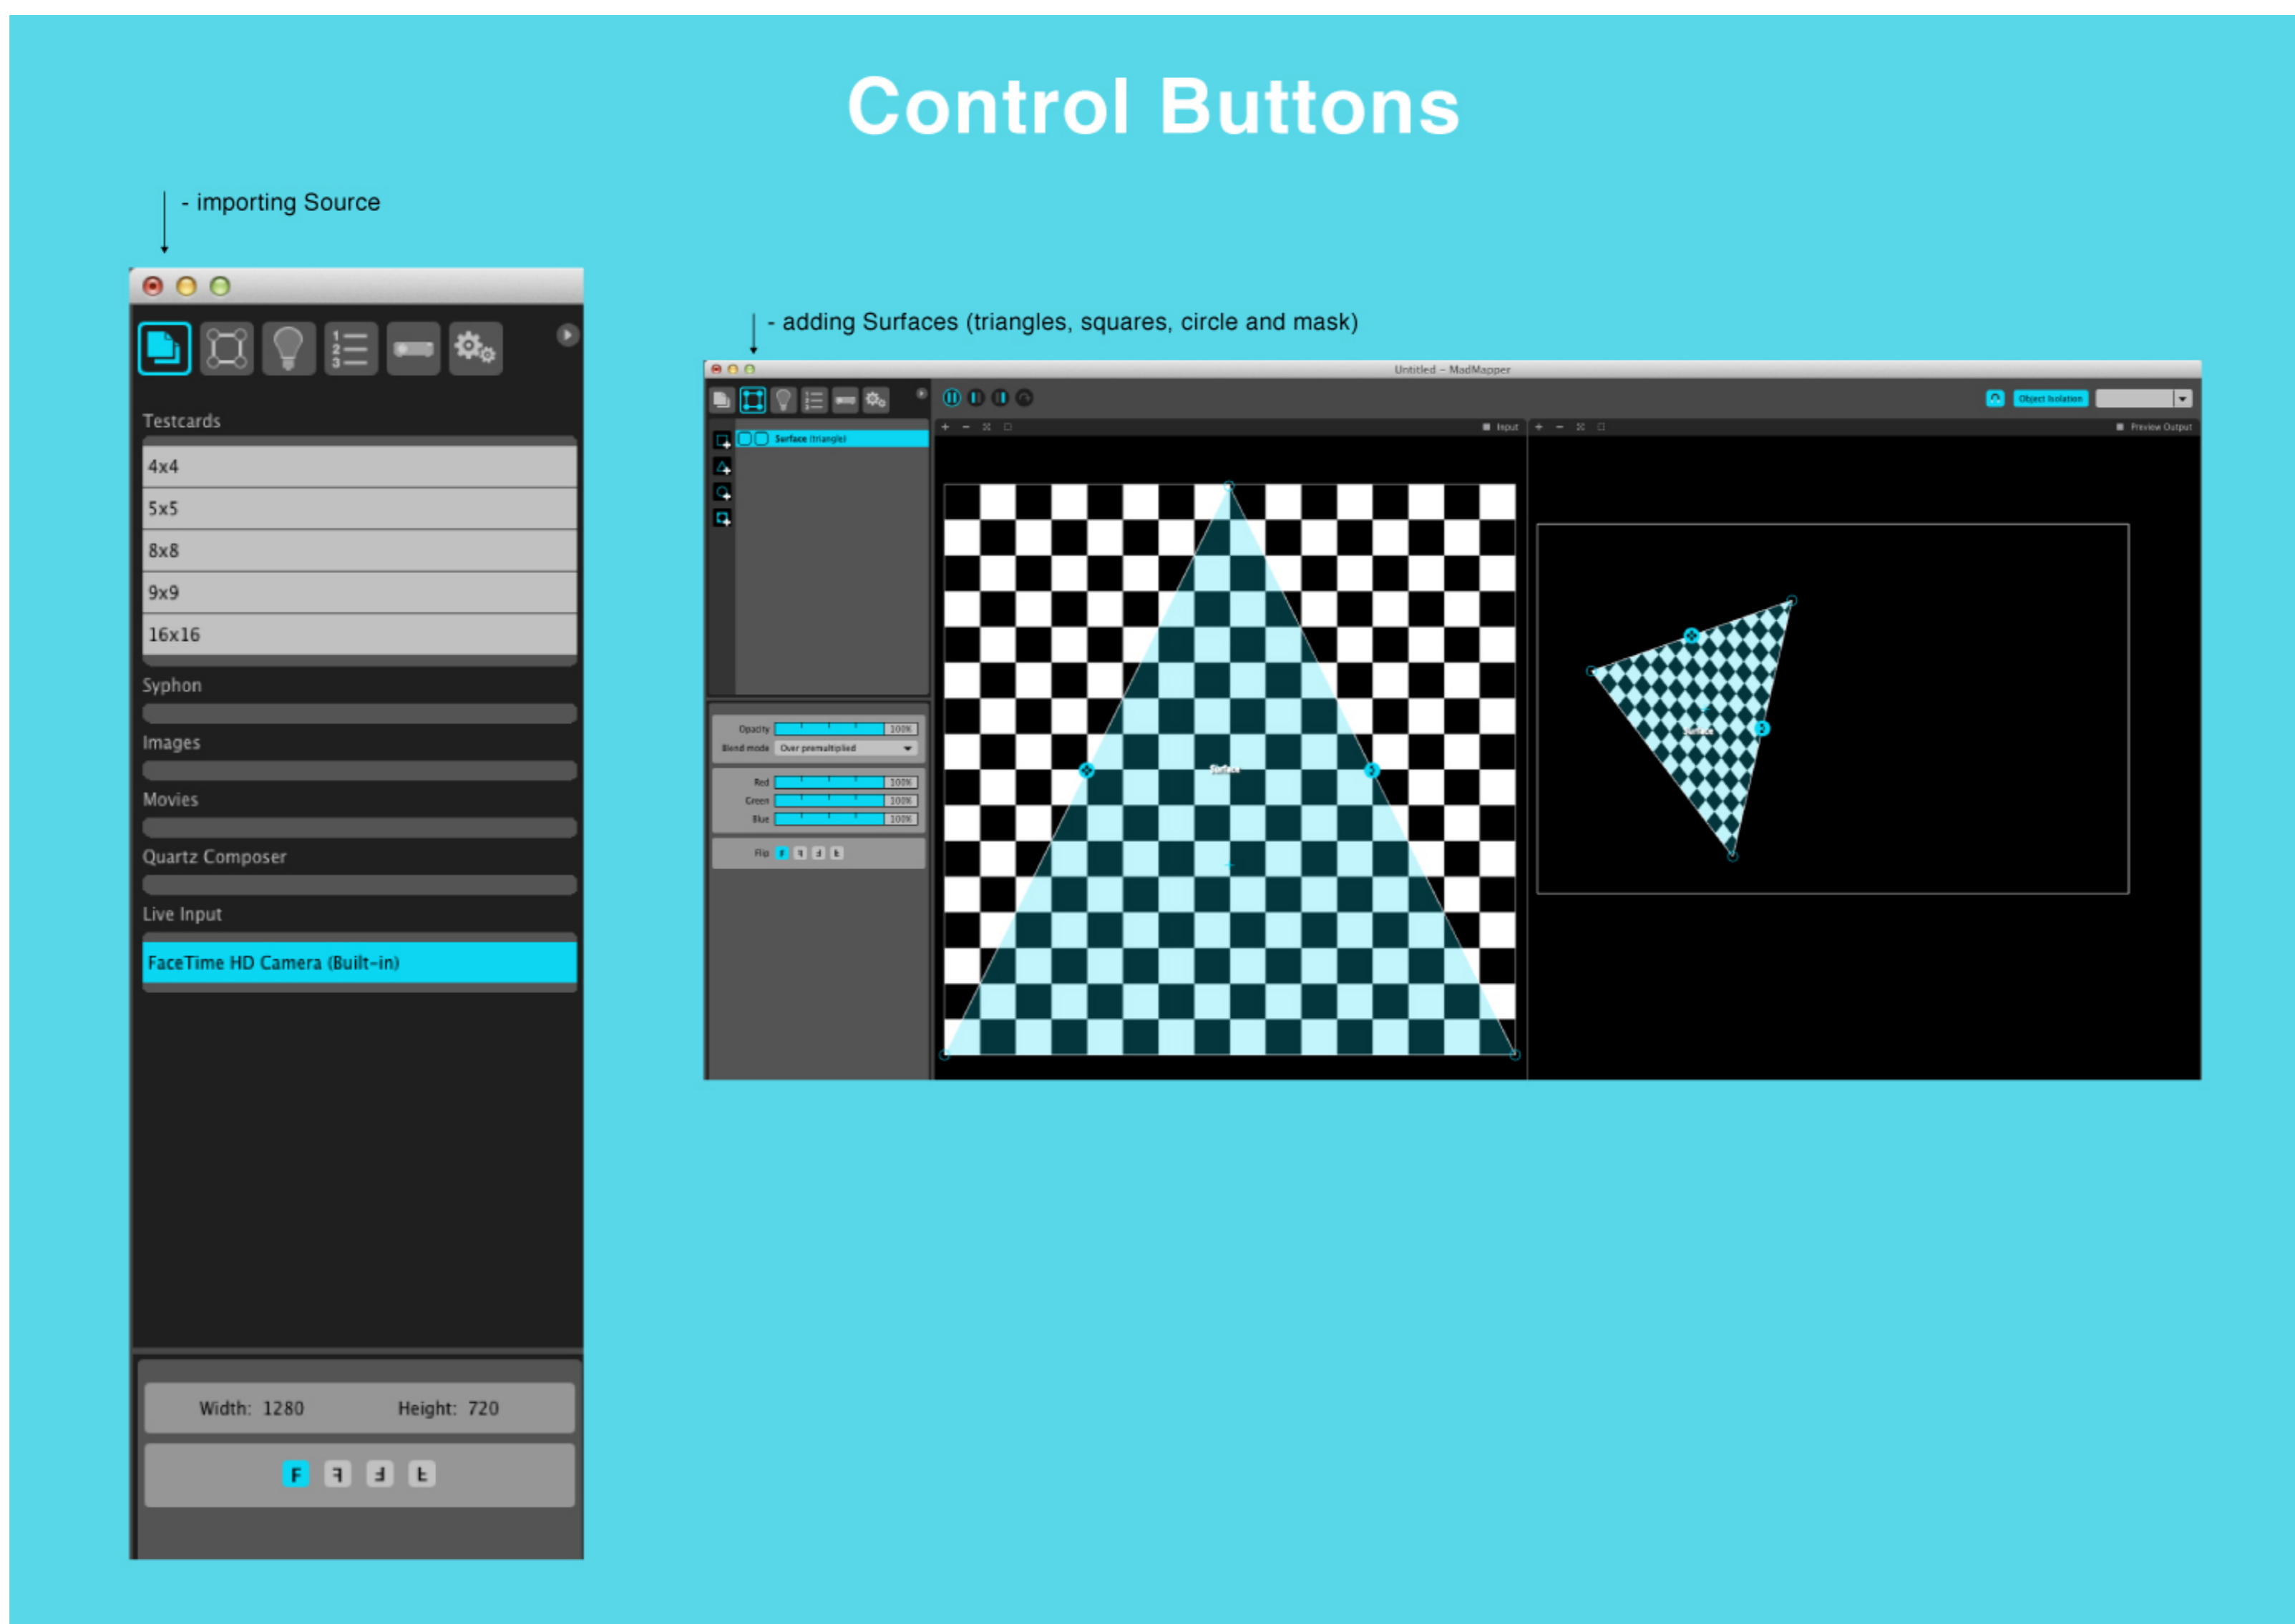 Control Buttons
- importing Source
Testcards
4x4
5x5
8x8
9x9
16x16
Syphon
Images
Movies
Quartz Composer
Live Input
FaceTime HD Camera (Built-in)
Width: 1280 Height: 720
F
- adding Surfaces (triangles, squares, circle and mask)
Untitled - MadMapper
Object Isolation
Input
Preview Output
Surface (triangle)
Opacity 100%
Blend mode Over premultiplied
Red 100%
Green 100%
Blue 100%
Flip F
Surface